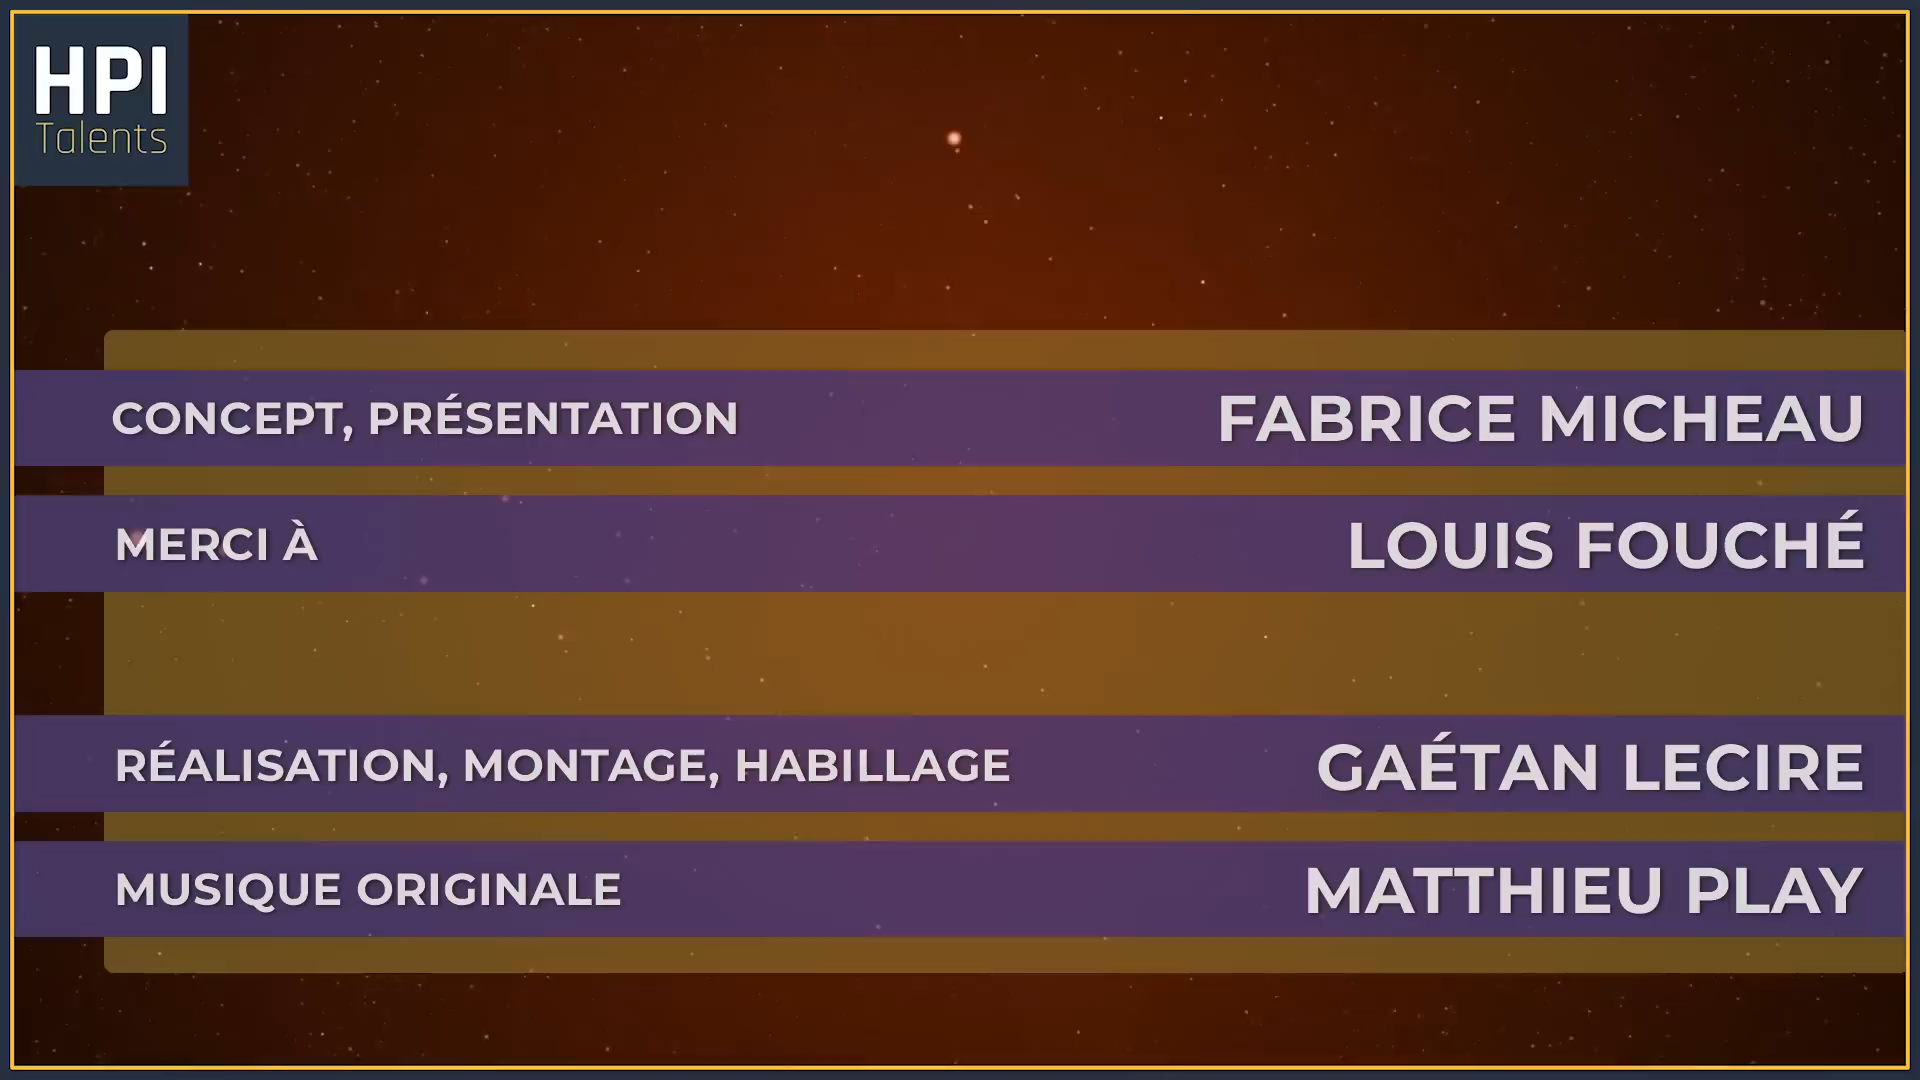 HPI
Talents
CONCEPT, PRÉSENTATION FABRICE MICHEAU
MERCI À LOUIS FOUCHÉ
RÉALISATION, MONTAGE, HABILLAGE GAÉTAN LECIRE
MUSIQUE ORIGINALE MATTHIEU PLAY